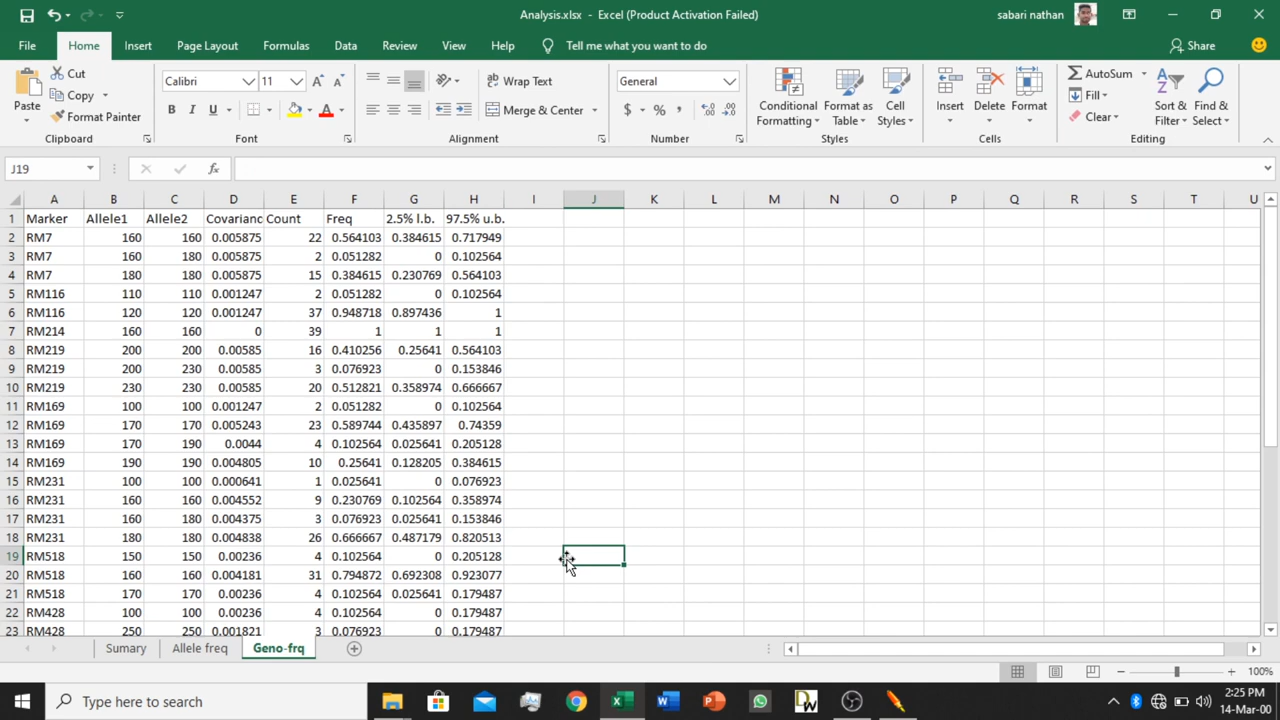 Analysis.xlsx - Excel (Product Activation Failed)
sabari nathan
File Home Insert Page Layout Formulas Data Review View Help Tell me what you want to do Share
Paste
Cut
Copy
Format Painter
Clipboard
Calibri 11
B I U
Font
Wrap Text
Merge & Center
Alignment
General
$ % ,
Number
Conditional Formatting
Format as Table
Cell Styles
Styles
Insert Delete Format
Cells
AutoSum
Fill
Clear
Sort & Filter
Find & Select
Editing
J19 fx
A B C D E F G H I J K L M N O P Q R S T U
1 Marker Allele1 Allele2 Covarianc Count Freq 2.5% l.b. 97.5% u.b.
2 RM7 160 160 0.005875 22 0.564103 0.384615 0.717949
3 RM7 160 180 0.005875 2 0.051282 0 0.102564
4 RM7 180 180 0.005875 15 0.384615 0.230769 0.564103
5 RM116 110 110 0.001247 2 0.051282 0 0.102564
6 RM116 120 120 0.001247 37 0.948718 0.897436 1
7 RM214 160 160 0 39 1 1 1
8 RM219 200 200 0.00585 16 0.410256 0.25641 0.564103
9 RM219 200 230 0.00585 3 0.076923 0 0.153846
10 RM219 230 230 0.00585 20 0.512821 0.358974 0.666667
11 RM169 100 100 0.001247 2 0.051282 0 0.102564
12 RM169 170 170 0.005243 23 0.589744 0.435897 0.74359
13 RM169 170 190 0.0044 4 0.102564 0.025641 0.205128
14 RM169 190 190 0.004805 10 0.25641 0.128205 0.384615
15 RM231 100 100 0.000641 1 0.025641 0 0.076923
16 RM231 160 160 0.004552 9 0.230769 0.102564 0.358974
17 RM231 160 180 0.004375 3 0.076923 0.025641 0.153846
18 RM231 180 180 0.004838 26 0.666667 0.487179 0.820513
19 RM518 150 150 0.00236 4 0.102564 0 0.205128
20 RM518 160 160 0.004181 31 0.794872 0.692308 0.923077
21 RM518 170 170 0.00236 4 0.102564 0.025641 0.179487
22 RM428 100 100 0.00236 4 0.102564 0 0.179487
23 RM428 250 250 0.001821 3 0.076923 0 0.179487
Sumary Allele freq Geno-frq
100%
Type here to search
2:25 PM
14-Mar-00